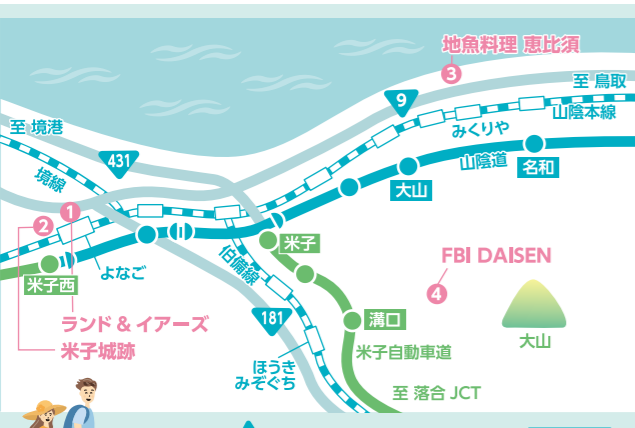 地魚料理 恵比須
3
至 鳥取
9
山陰本線
みくりや
至 境港
431
山陰道
名和
境線
大山
1
2
米子
FBI DAISEN
よなご
伯備線
米子西
4
181
溝口
ランド & イアーズ
大山
米子城跡
米子自動車道
ほうき
みぞぐち
至 落合 JCT